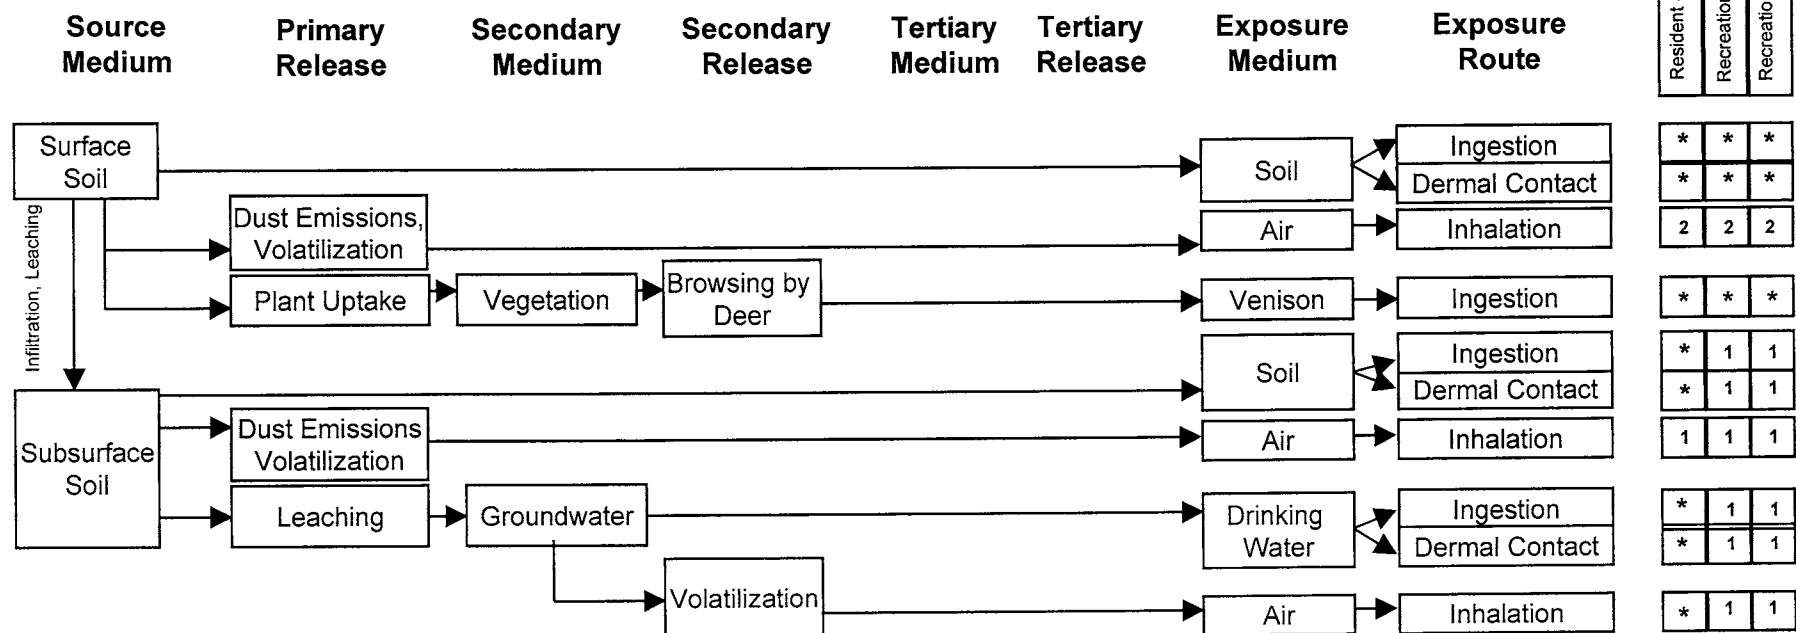 Source Medium
Primary Release
Secondary Medium
Secondary Release
Tertiary Medium
Tertiary Release
Exposure Medium
Exposure Route
Resident
Recreation
Recreatio
Surface
Soil
Soil
Ingestion
* * *
Dermal Contact
* * *
Infiltration, Leaching
Dust Emissions,
Volatilization
Air
Inhalation
2 2 2
Plant Uptake
Vegetation
Browsing by
Deer
Venison
Ingestion
* * *
Soil
Ingestion
* 1 1
Dermal Contact
* 1 1
Subsurface
Soil
Dust Emissions
Volatilization
Air
Inhalation
1 1 1
Leaching
Groundwater
Drinking
Water
Ingestion
* 1 1
Dermal Contact
* 1 1
Volatilization
Air
Inhalation
* 1 1